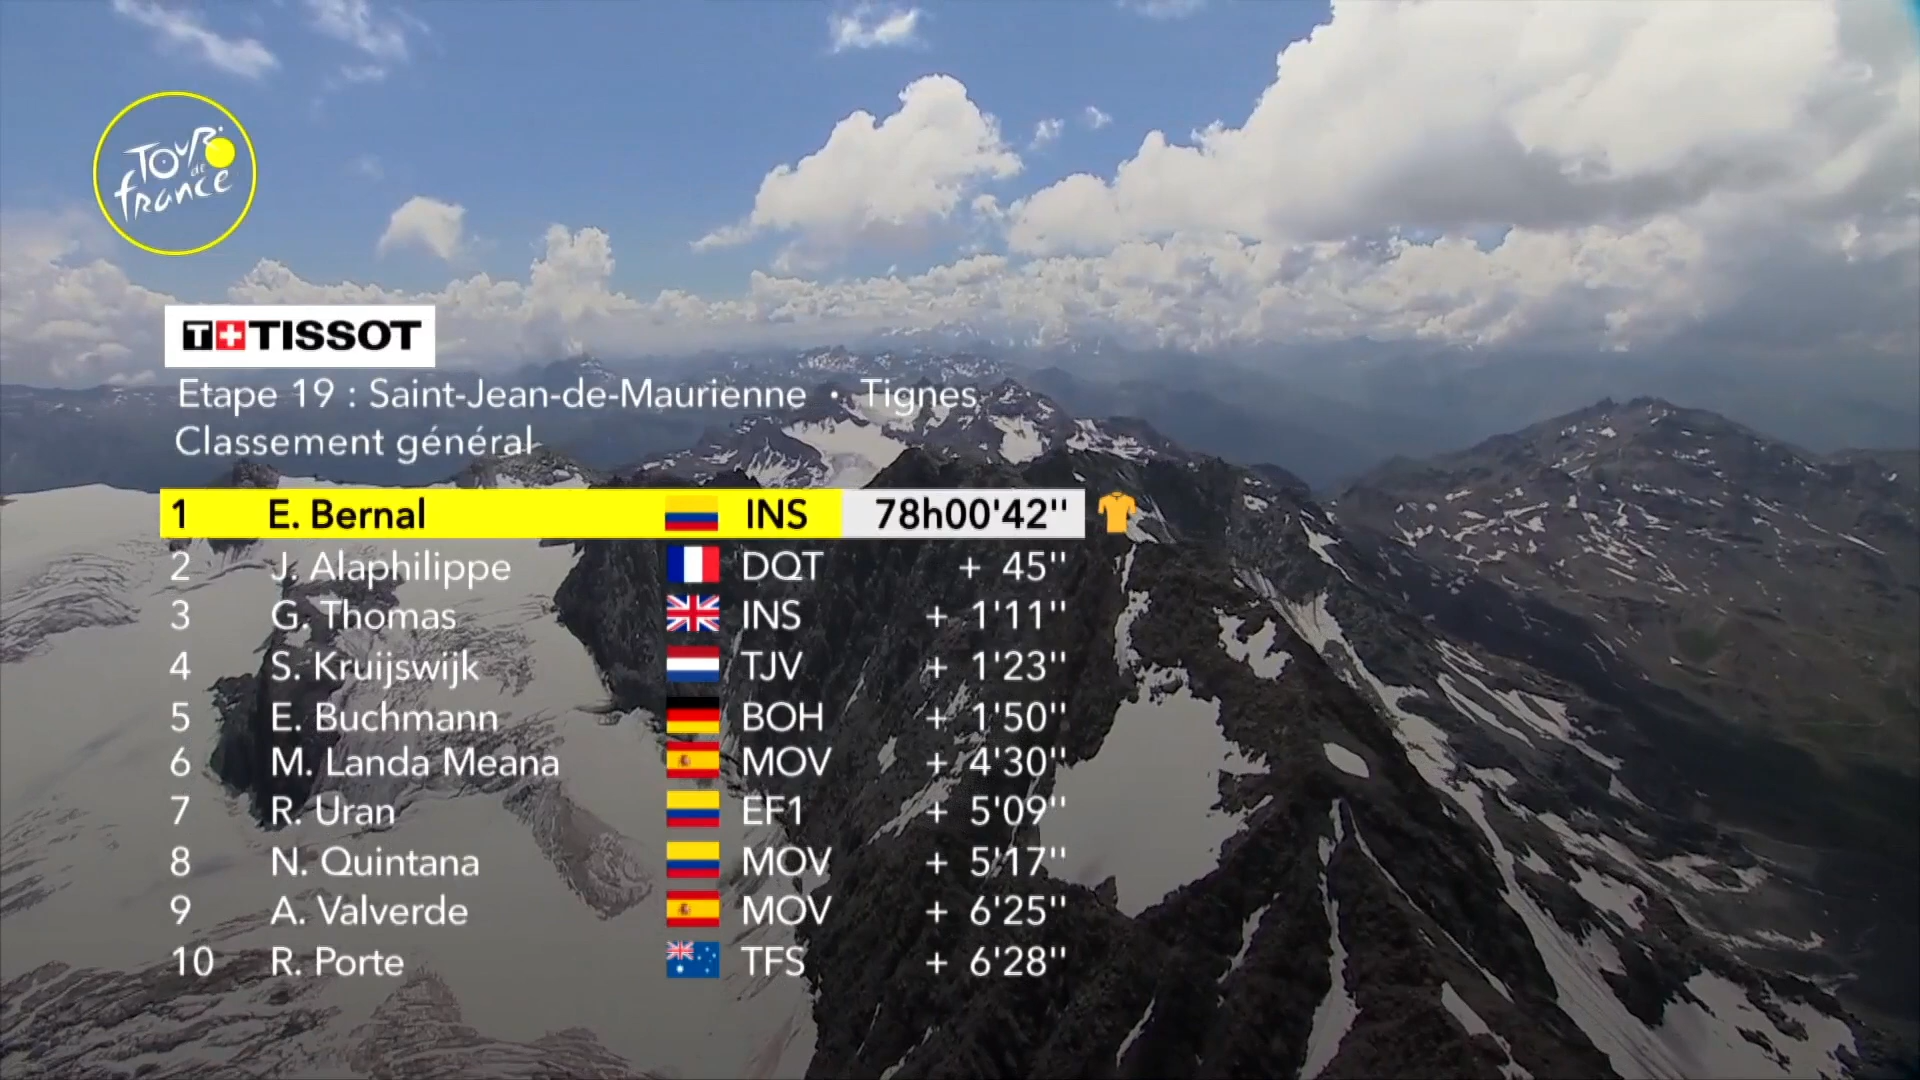 TOUR de france
T+TISSOT
Etape 19 : Saint-Jean-de-Maurienne • Tignes
Classement général
1 E. Bernal INS 78h00'42''
2 J. Alaphilippe DQT + 45''
3 G. Thomas INS + 1'11''
4 S. Kruijswijk TJV + 1'23''
5 E. Buchmann BOH + 1'50''
6 M. Landa Meana MOV + 4'30''
7 R. Uran EF1 + 5'09''
8 N. Quintana MOV + 5'17''
9 A. Valverde MOV + 6'25''
10 R. Porte TFS + 6'28''